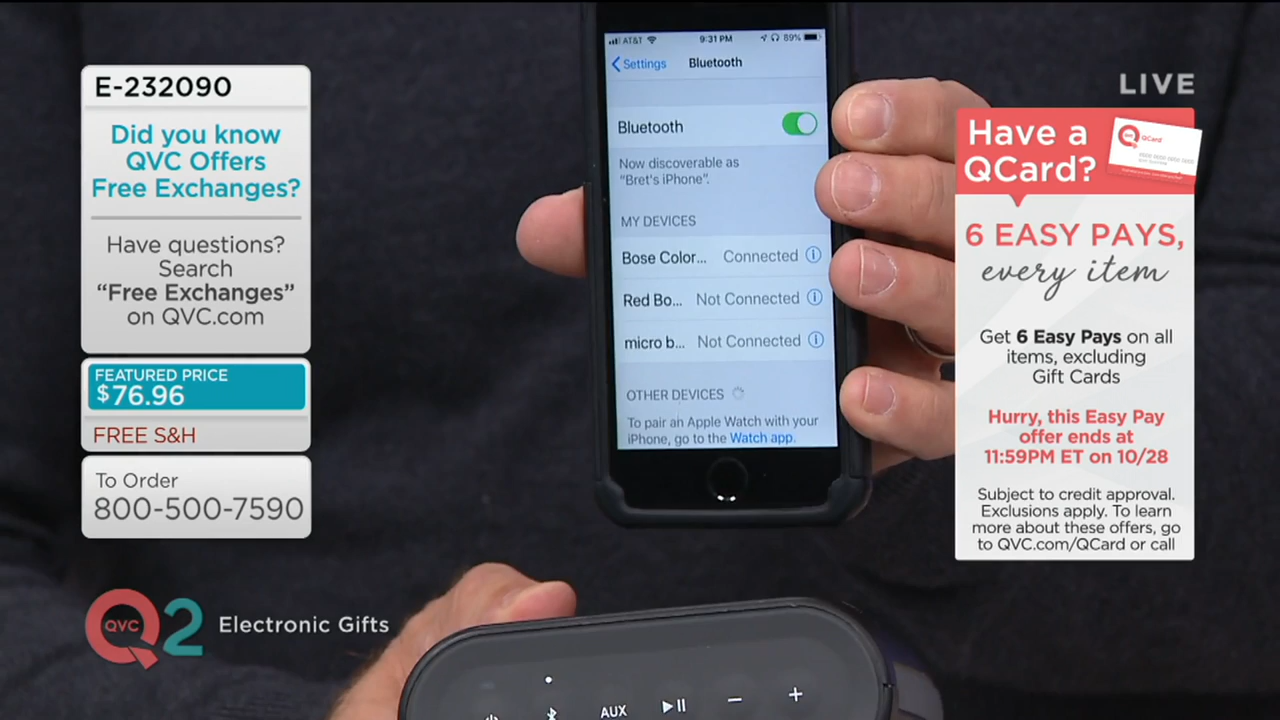 E-232090
Did you know
QVC Offers
Free Exchanges?
Have questions?
Search
“Free Exchanges”
on QVC.com
FEATURED PRICE
$76.96
FREE S&H
To Order
800-500-7590
QVC 2
Electronic Gifts
AT&T
9:31 PM
89%
Settings
Bluetooth
Bluetooth
Now discoverable as
“Bret's iPhone”.
MY DEVICES
Bose Color... Connected
Red Bo... Not Connected
micro b... Not Connected
OTHER DEVICES
To pair an Apple Watch with your
iPhone, go to the Watch app.
AUX
LIVE
Have a
QCard?
QCard
6 EASY PAYS,
every item
Get 6 Easy Pays on all
items, excluding
Gift Cards
Hurry, this Easy Pay
offer ends at
11:59PM ET on 10/28
Subject to credit approval.
Exclusions apply. To learn
more about these offers, go
to QVC.com/QCard or call